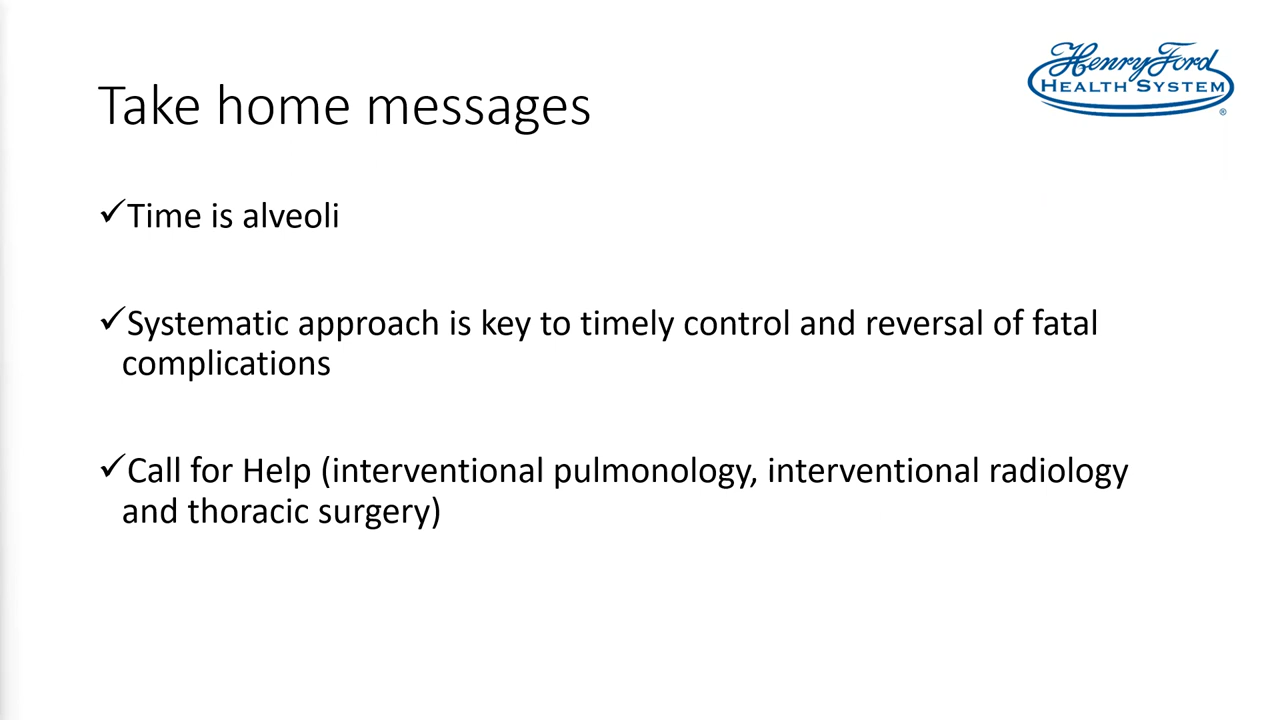 Henry Ford
HEALTH SYSTEM
®
Take home messages
✓Time is alveoli
✓Systematic approach is key to timely control and reversal of fatal
complications
✓Call for Help (interventional pulmonology, interventional radiology
and thoracic surgery)